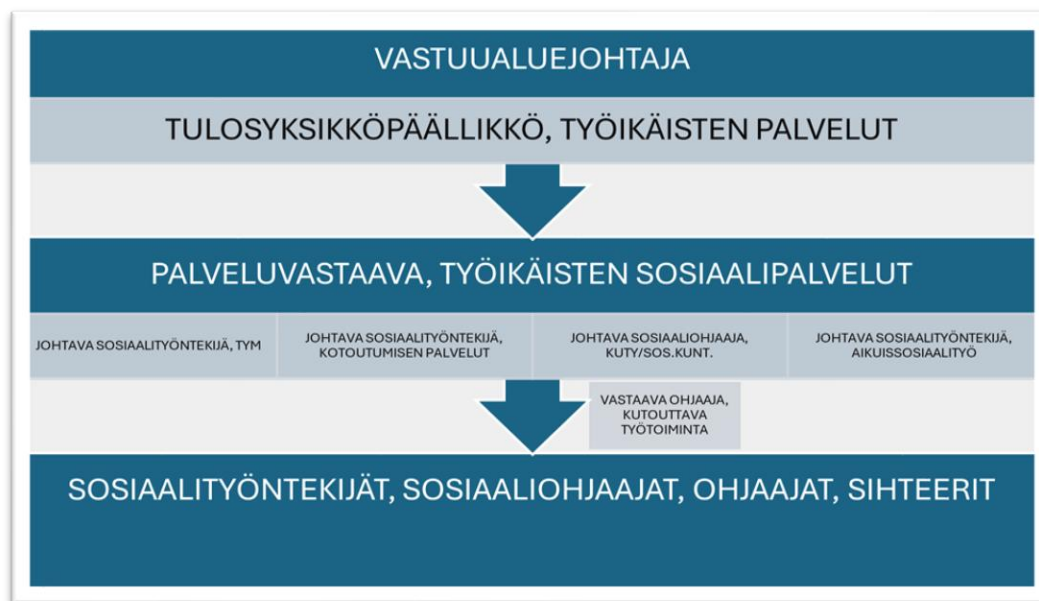 VASTUUALUEJOHTAJA
TULOSYKSIKKÖPÄÄLLIKKÖ, TYÖIKÄISTEN PALVELUT
PALVELUVASTAAVA, TYÖIKÄISTEN SOSIAALIPALVELUT
JOHTAVA SOSIAALITYÖNTEKIJÄ, TYM
JOHTAVA SOSIAALITYÖNTEKIJÄ,
KOTOUTUMISEN PALVELUT
JOHTAVA SOSIAALIOHJAAJA,
KUTY/SOS.KUNT.
JOHTAVA SOSIAALITYÖNTEKIJÄ,
AIKUISSOSIAALITYÖ
VASTAAVA OHJAAJA,
KUTOUTTAVA
TYÖTOIMINTA
SOSIAALITYÖNTEKIJÄT, SOSIAALIOHJAAJAT, OHJAAJAT, SIHTEERIT